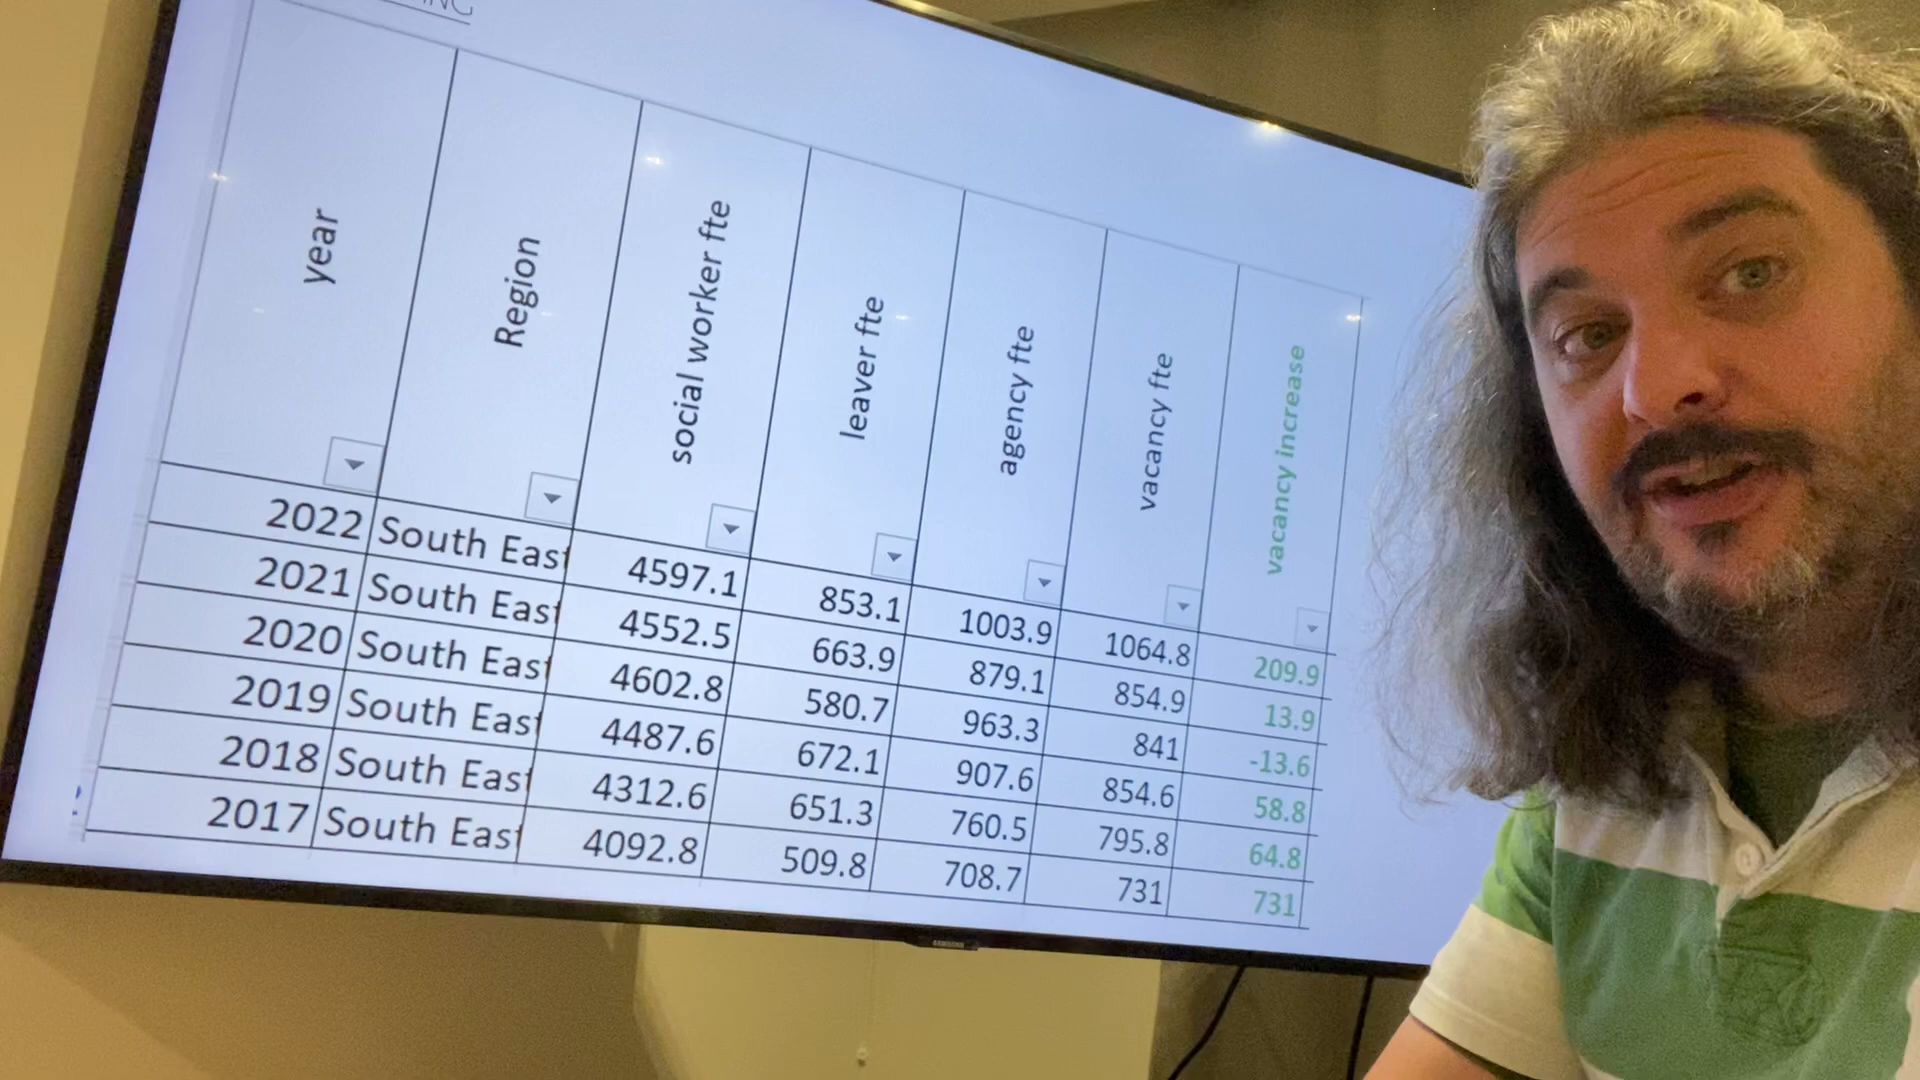 year Region social worker fte leaver fte agency fte vacancy fte vacancy increase
2022 South East 4597.1 853.1 1003.9 1064.8 209.9
2021 South East 4552.5 663.9 879.1 854.9 13.9
2020 South East 4602.8 580.7 963.3 841 -13.6
2019 South East 4487.6 672.1 907.6 854.6 58.8
2018 South East 4312.6 651.3 760.5 795.8 64.8
2017 South East 4092.8 509.8 708.7 731 731
SAMSUNG